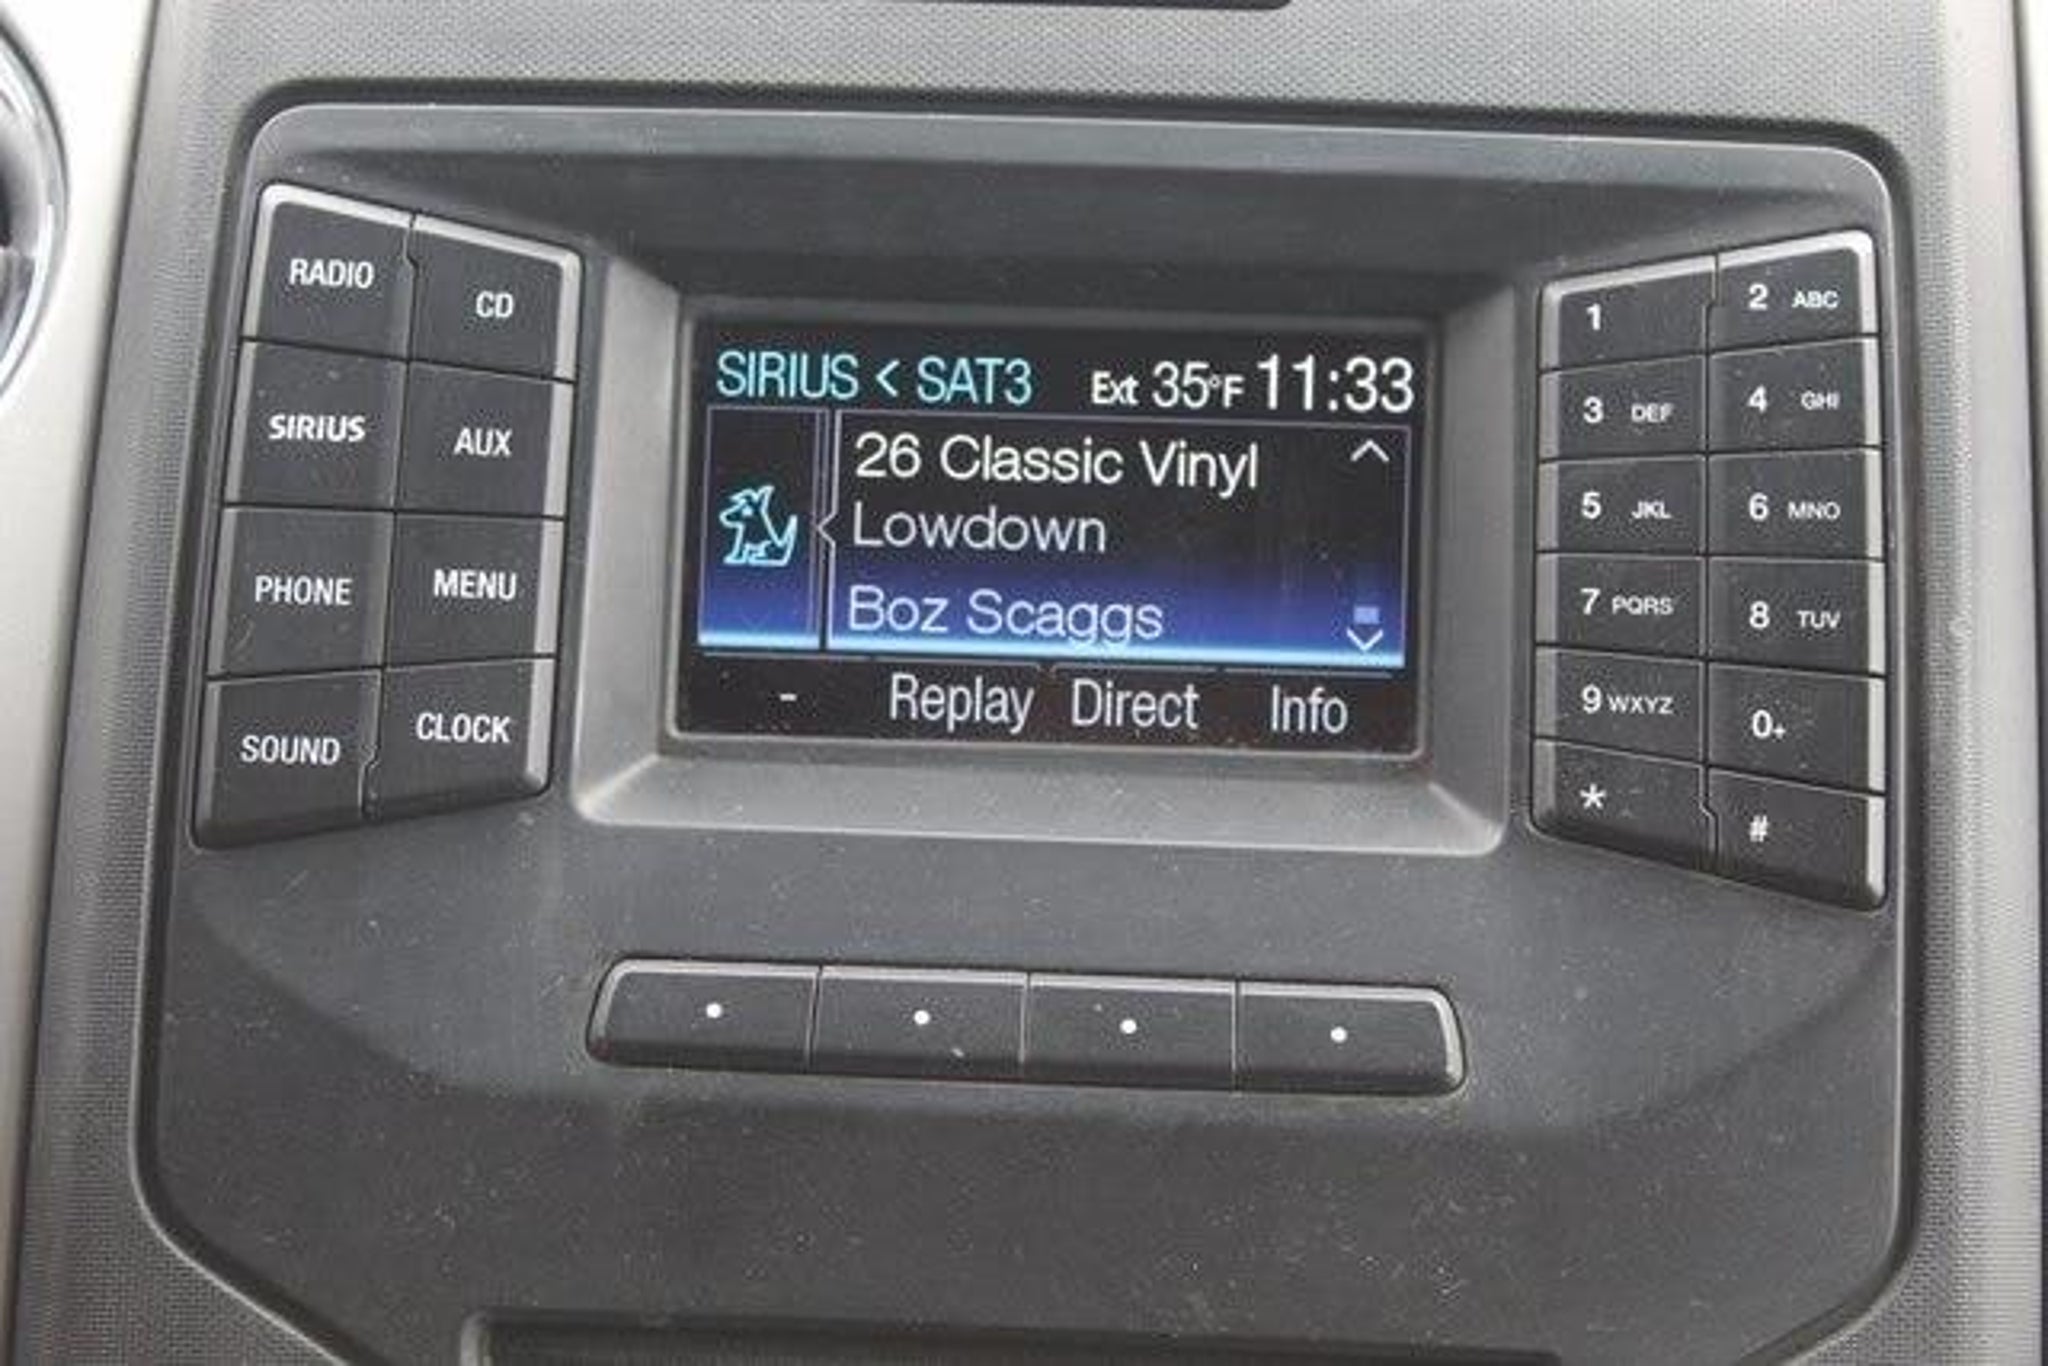 RADIO
CD
SIRIUS
AUX
PHONE
MENU
SOUND
CLOCK
SIRIUS < SAT3 Ext 35°F 11:33
26 Classic Vinyl
Lowdown
Boz Scaggs
- Replay Direct Info
1
2 ABC
3 DEF
4 GHI
5 JKL
6 MNO
7 PQRS
8 TUV
9 WXYZ
0+
*
#